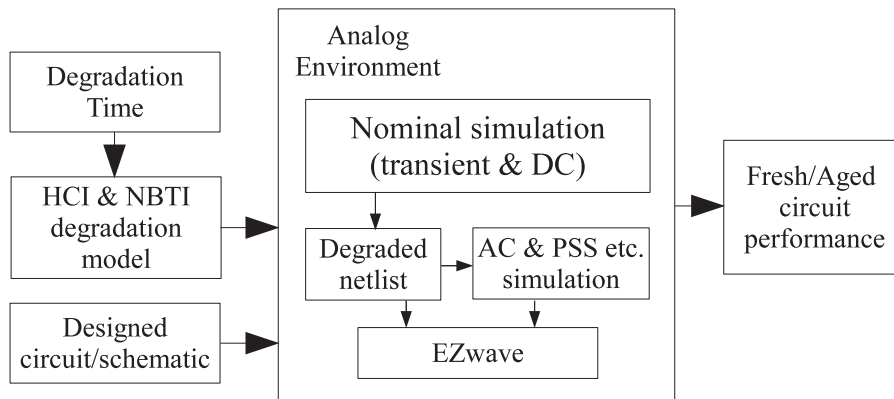 Degradation
Time
HCI & NBTI
degradation
model
Designed
circuit/schematic
Analog
Environment
Nominal simulation
(transient & DC)
Degraded
netlist
AC & PSS etc.
simulation
EZwave
Fresh/Aged
circuit
performance